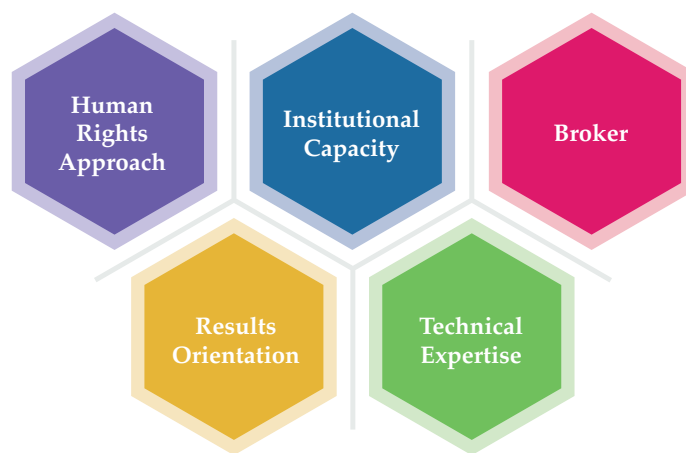 Human
Rights
Approach
Institutional
Capacity
Broker
Results
Orientation
Technical
Expertise